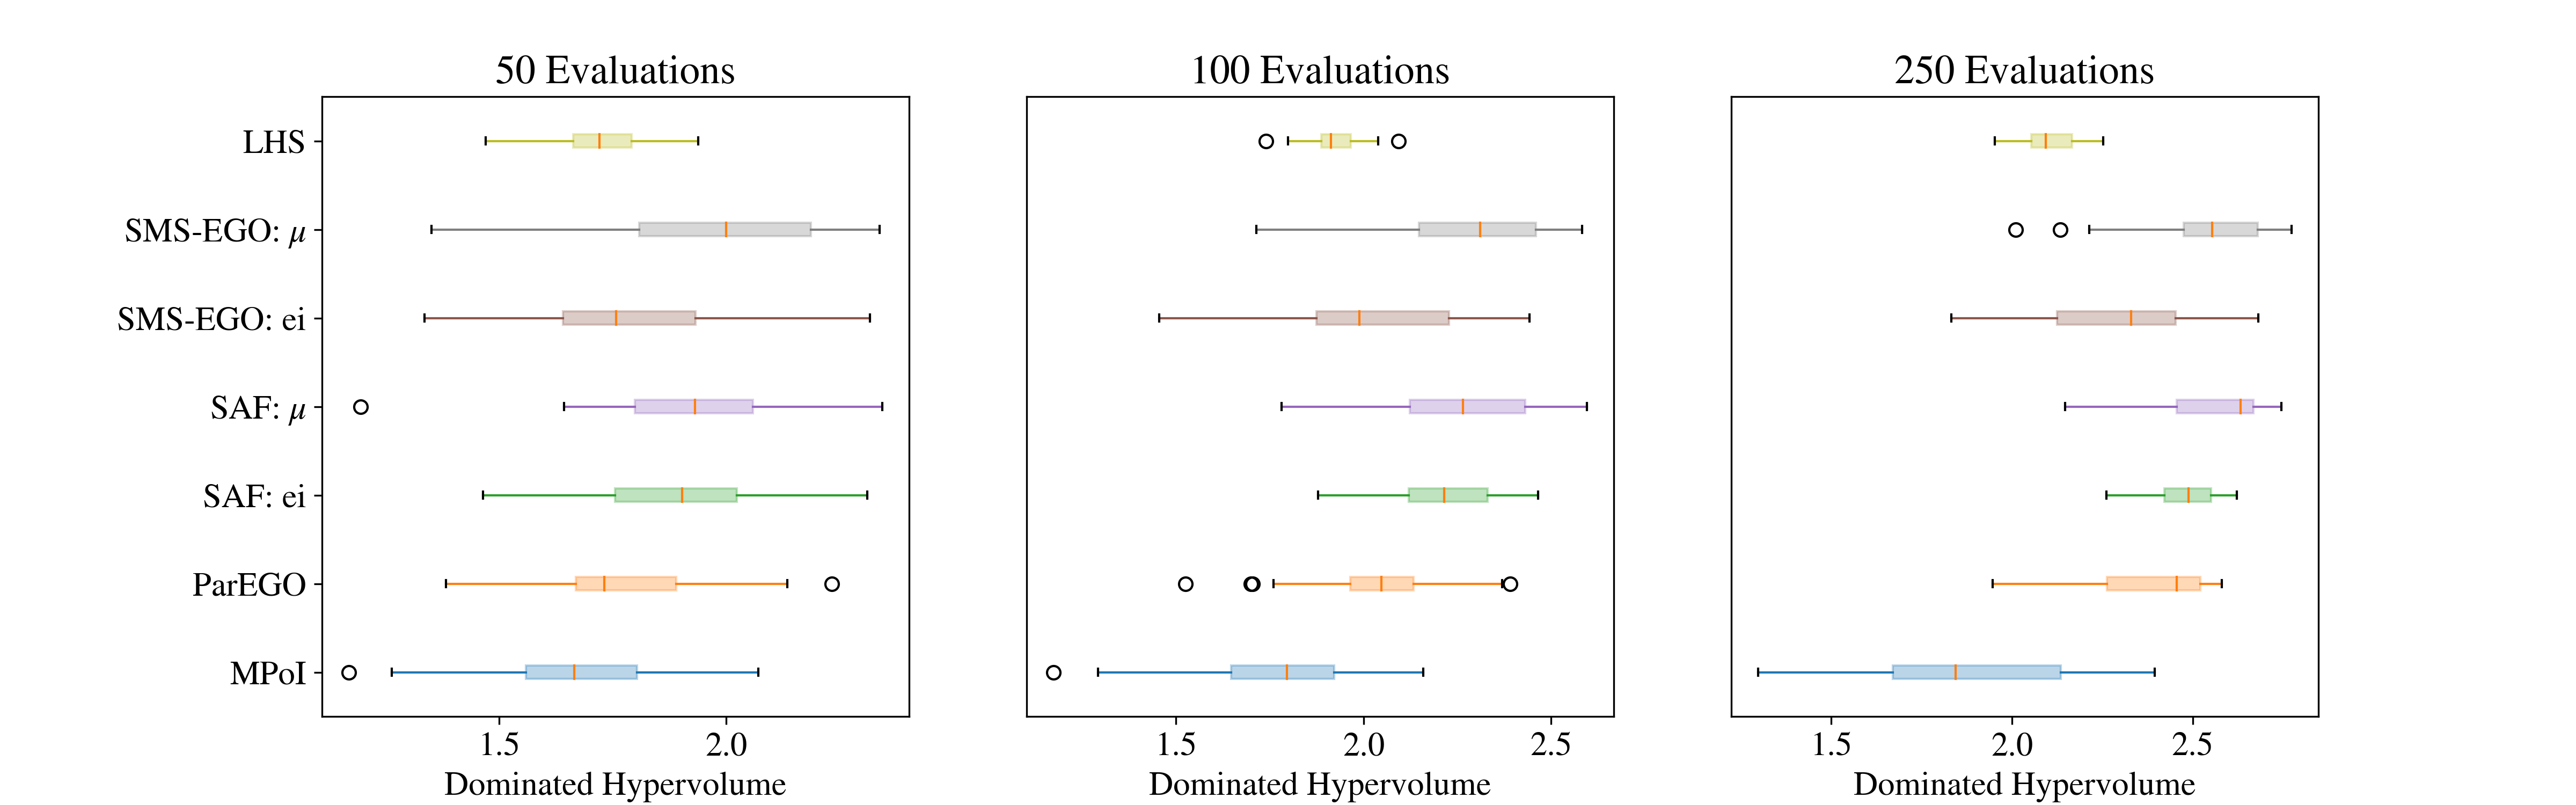 50 Evaluations
100 Evaluations
250 Evaluations
LHS
SMS-EGO: μ
SMS-EGO: ei
SAF: μ
SAF: ei
ParEGO
MPoI
1.5 2.0
Dominated Hypervolume
1.5 2.0 2.5
Dominated Hypervolume
1.5 2.0 2.5
Dominated Hypervolume